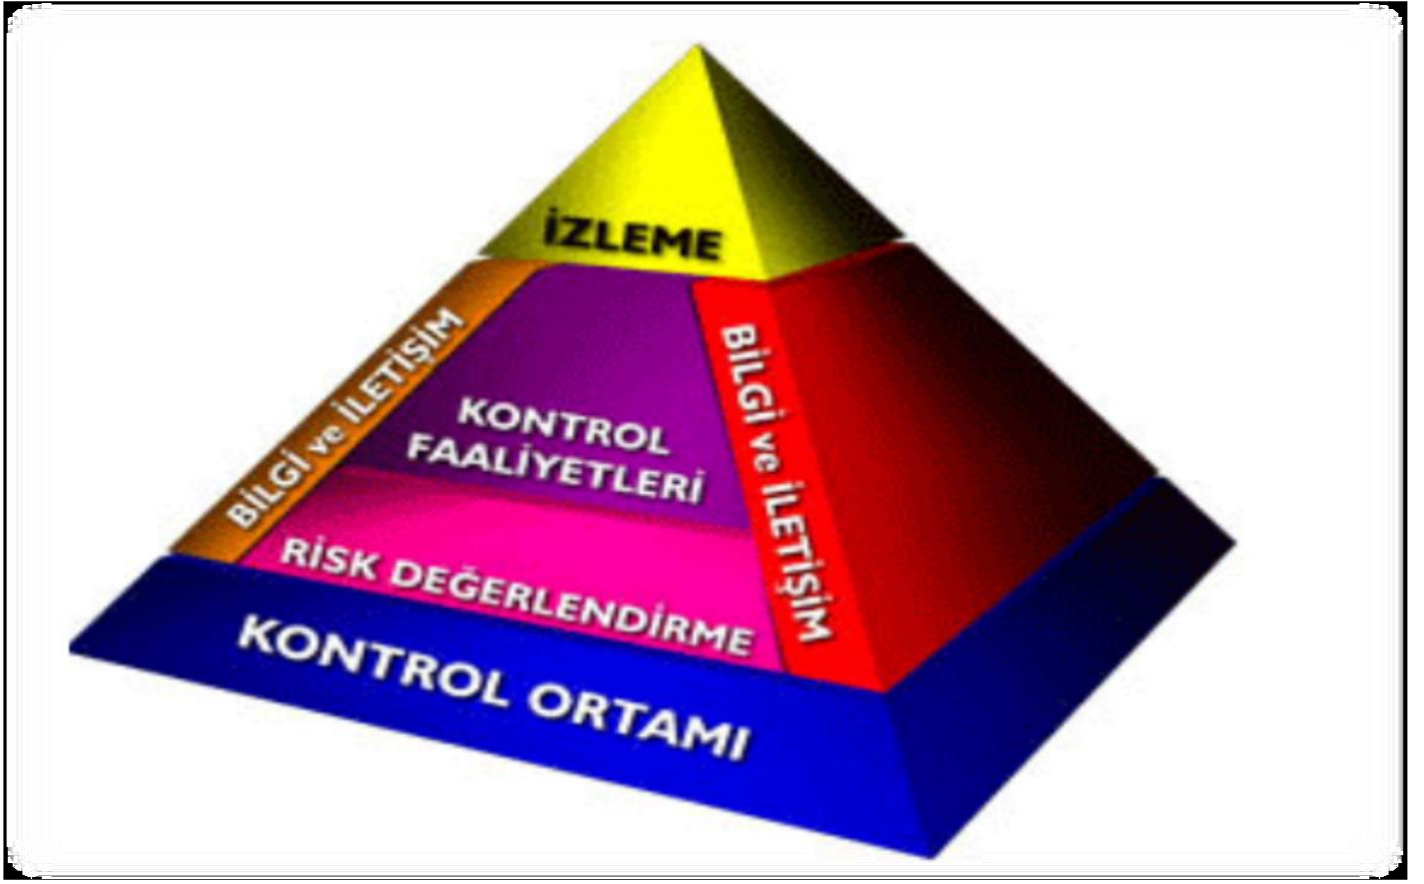 İZLEME
BİLGİ ve İLETİŞİM
KONTROL
FAALİYETLERİ
BİLGİ ve İLETİŞİM
RİSK DEĞERLENDİRME
KONTROL ORTAMI